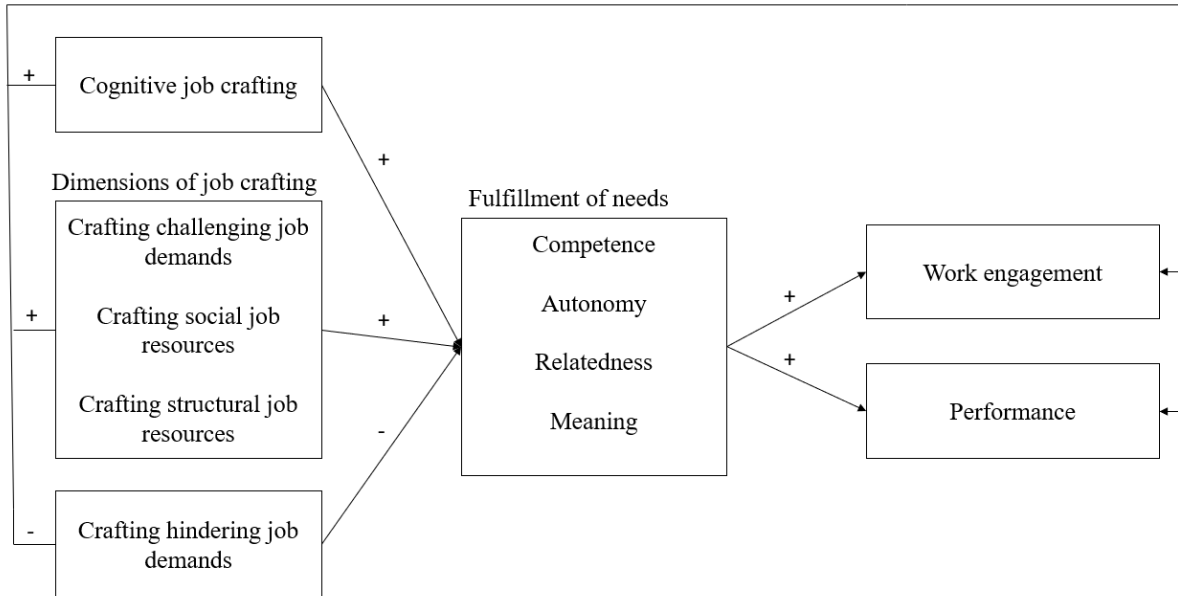 +
Cognitive job crafting
+
Dimensions of job crafting
Crafting challenging job
demands
+
Crafting social job
resources
+
Crafting structural job
resources
-
Crafting hindering job
demands
-
Fulfillment of needs
Competence
Autonomy
Relatedness
Meaning
+
Work engagement
+
Performance